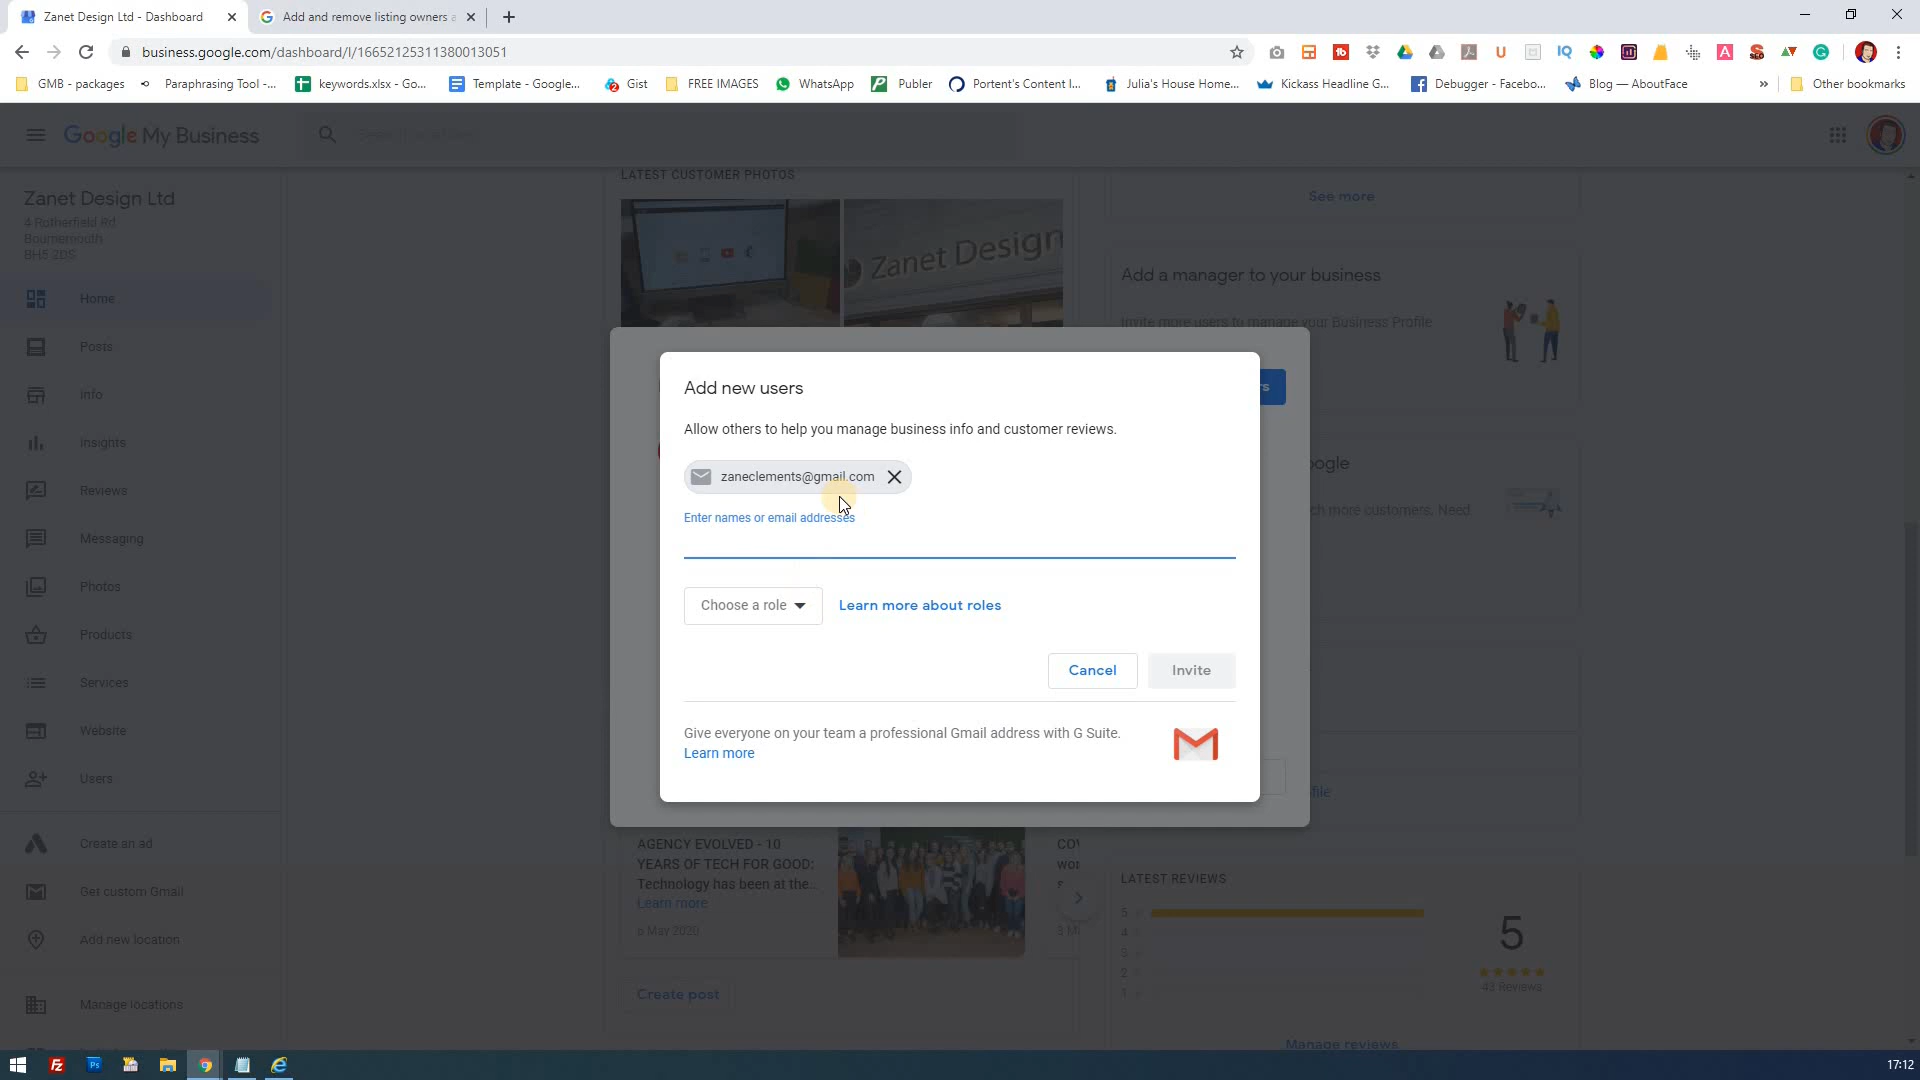 Zanet Design Ltd - Dashboard
Add and remove listing owners a
business.google.com/dashboard/l/16652125311380013051
GMB - packages
Paraphrasing Tool -...
keywords.xlsx - Go...
Template - Google...
Gist
FREE IMAGES
WhatsApp
Publer
Portent's Content I...
Julia's House Home...
Kickass Headline G...
Debugger - Facebo...
Blog — AboutFace
»
Other bookmarks
Google My Business
Zanet Design Ltd
4 Rotherfield Rd
Bournemouth
BH5 2DS
Home
Posts
Info
Insights
Reviews
Messaging
Photos
Products
Services
Website
Users
Create an ad
Get custom Gmail
Add new location
Manage locations
LATEST CUSTOMER PHOTOS
Zanet Design
See more
Add a manager to your business
Invite more users to manage your Business Profile
Add new users
Allow others to help you manage business info and customer reviews.
zaneclements@gmail.com
Enter names or email addresses
Choose a role
Learn more about roles
Cancel
Invite
Give everyone on your team a professional Gmail address with G Suite.
Learn more
ch more customers. Need
AGENCY EVOLVED - 10
YEARS OF TECH FOR GOOD:
Technology has been at the...
Learn more
6 May 2020
Create post
LATEST REVIEWS
5
4
3
2
1
5
43 Reviews
Manage reviews
17:12